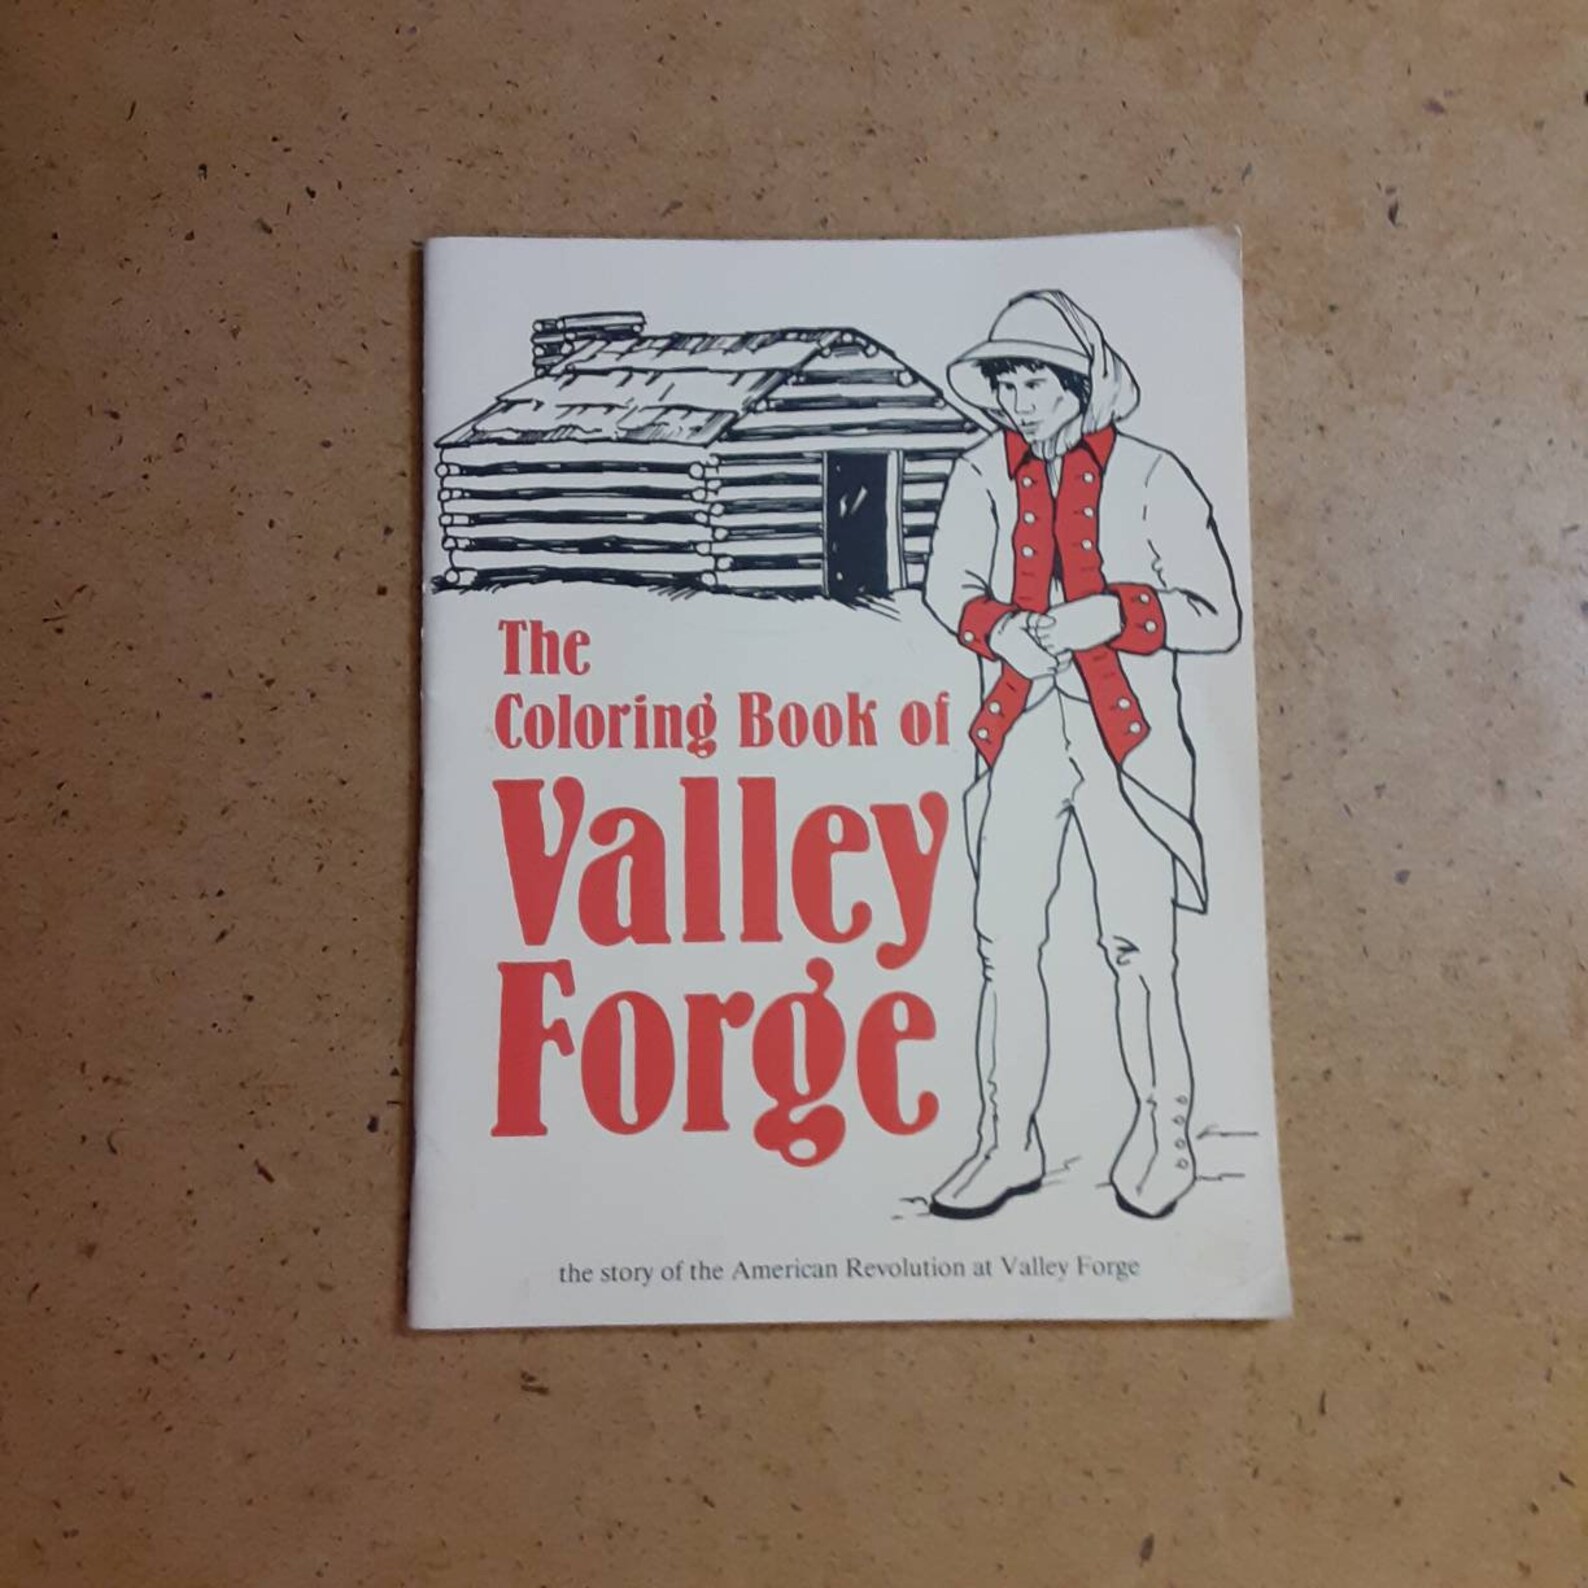 The
Coloring Book of
Valley
Forge
the story of the American Revolution at Valley Forge